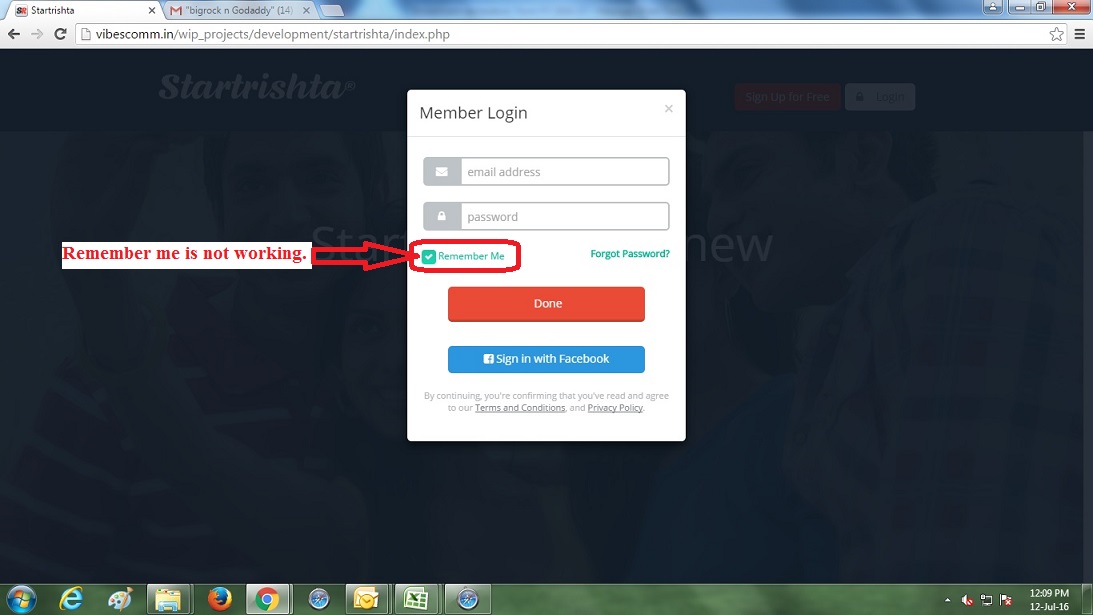 Startrishta
"bigrock n Godaddy" (14)
vibescomm.in/wip_projects/development/startrishta/index.php
Startrishta®
Sign Up for Free
Login
Member Login
×
email address
password
Remember me is not working.
Remember Me
Forgot Password?
Done
Sign in with Facebook
By continuing, you're confirming that you've read and agree
to our Terms and Conditions, and Privacy Policy.
12:09 PM
12-Jul-16